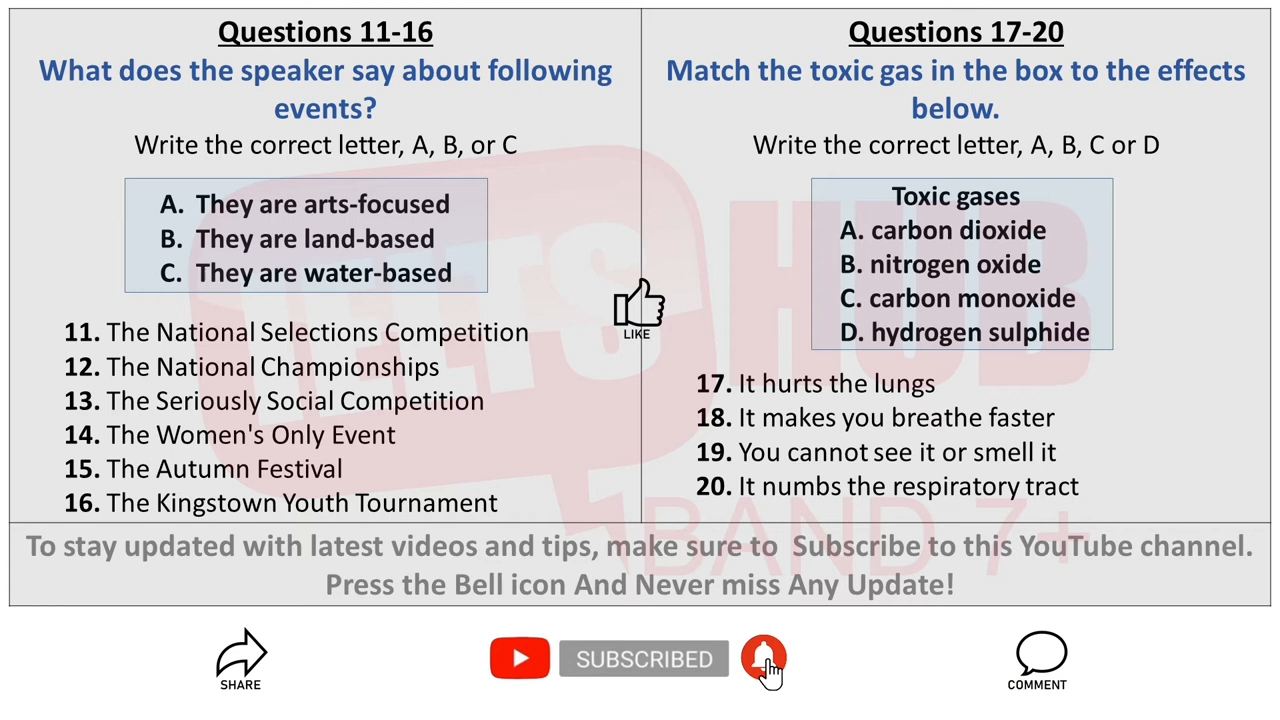 Questions 11-16
What does the speaker say about following
events?
Write the correct letter, A, B, or C
A. They are arts-focused
B. They are land-based
C. They are water-based
11. The National Selections Competition
12. The National Championships
13. The Seriously Social Competition
14. The Women's Only Event
15. The Autumn Festival
16. The Kingstown Youth Tournament
Questions 17-20
Match the toxic gas in the box to the effects
below.
Write the correct letter, A, B, C or D
Toxic gases
A. carbon dioxide
B. nitrogen oxide
C. carbon monoxide
D. hydrogen sulphide
17. It hurts the lungs
18. It makes you breathe faster
19. You cannot see it or smell it
20. It numbs the respiratory tract
LIKE
IELTS HUB
BAND 7+
To stay updated with latest videos and tips, make sure to Subscribe to this YouTube channel.
Press the Bell icon And Never miss Any Update!
SHARE
SUBSCRIBED
COMMENT